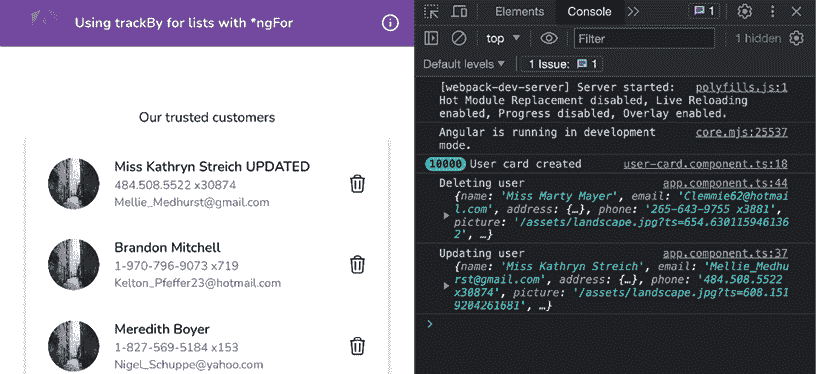 Using trackBy for lists with *ngFor
Our trusted customers
Miss Kathryn Streich UPDATED
484.508.5522 x30874
Mellie_Medhurst@gmail.com
Brandon Mitchell
1-970-796-9073 x719
Kelton_Pfeffer23@hotmail.com
Meredith Boyer
1-827-569-5184 x153
Nigel_Schuppe@yahoo.com
Elements Console 1
top Filter 1 hidden
Default levels 1 Issue: 1
[webpack-dev-server] Server started: polyfills.js:1
Hot Module Replacement disabled, Live Reloading
enabled, Progress disabled, Overlay enabled.
Angular is running in development core.mjs:25537
mode.
10000 User card created user-card.component.ts:18
Deleting user app.component.ts:44
{name: 'Miss Marty Mayer', email: 'Clemmie62@hotmai
l.com', address: {…}, phone: '265-643-9755 x3881',
picture: '/assets/landscape.jpg?ts=654.630115946136
2', …}
Updating user app.component.ts:37
{name: 'Miss Kathryn Streich', email: 'Mellie_Medhu
rst@gmail.com', address: {…}, phone: '484.508.5522
x30874', picture: '/assets/landscape.jpg?ts=608.151
9204261681', …}